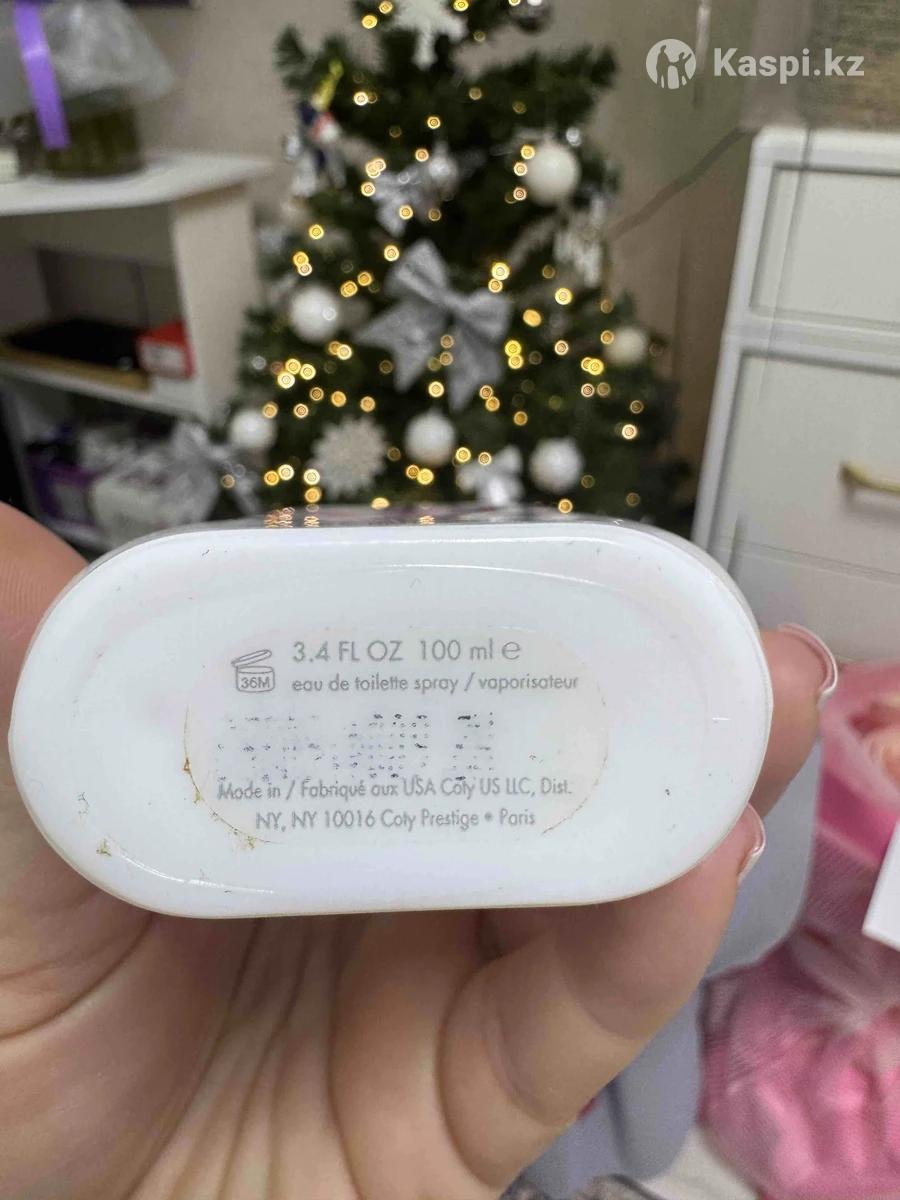 Kaspi.kz
3.4 FL OZ 100 ml ℮
36M
eau de toilette spray / vaporisateur
Made in / Fabriqué aux USA Coty US LLC, Dist.
NY, NY 10016 Coty Prestige • Paris